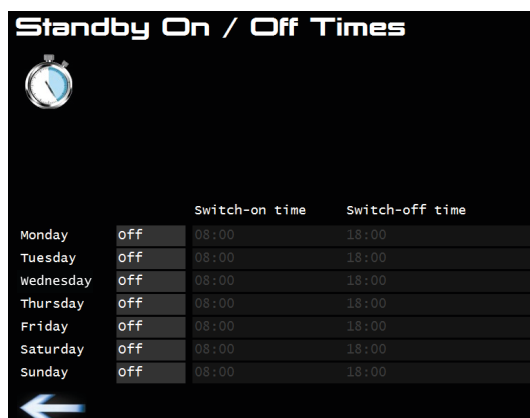 Standby On / Off Times
Switch-on time Switch-off time
Monday off 08:00 18:00
Tuesday off 08:00 18:00
Wednesday off 08:00 18:00
Thursday off 08:00 18:00
Friday off 08:00 18:00
Saturday off 08:00 18:00
Sunday off 08:00 18:00